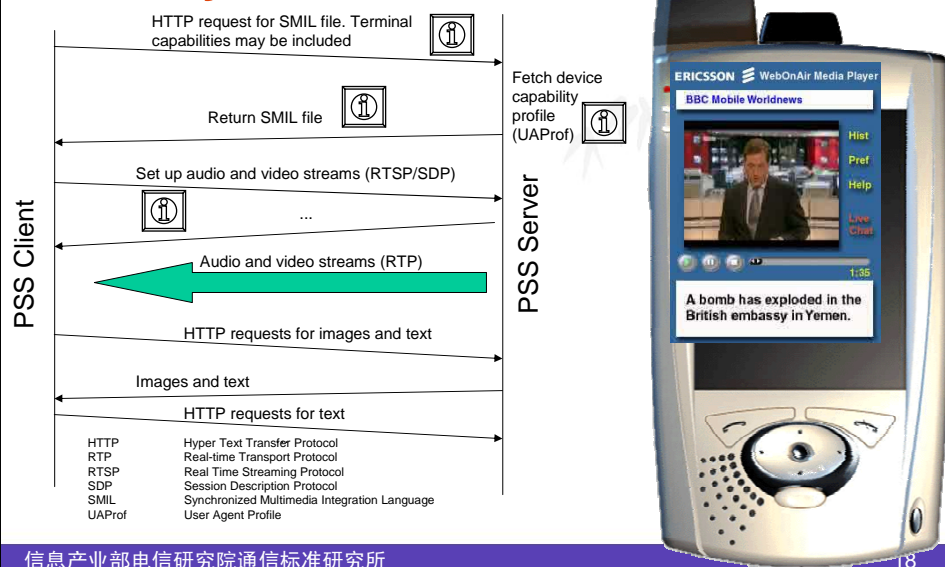 HTTP request for SMIL file. Terminal
capabilities may be included
Fetch device
capability
profile
(UAProf)
Return SMIL file
Set up audio and video streams (RTSP/SDP)
...
Audio and video streams (RTP)
HTTP requests for images and text
Images and text
HTTP requests for text
PSS Client
PSS Server
HTTP Hyper Text Transfer Protocol
RTP Real-time Transport Protocol
RTSP Real Time Streaming Protocol
SDP Session Description Protocol
SMIL Synchronized Multimedia Integration Language
UAProf User Agent Profile
ERICSSON WebOnAir Media Player
BBC Mobile Worldnews
Hist
Pref
Help
Live
Chat
1:35
A bomb has exploded in the
British embassy in Yemen.
信息产业部电信研究院通信标准研究所
18